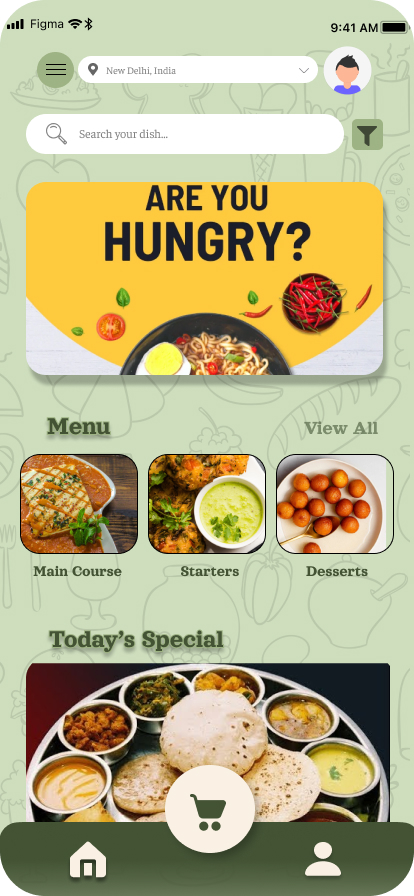 Figma 9:41 AM
New Delhi, India
Search your dish...
ARE YOU
HUNGRY?
Menu View All
Main Course Starters Desserts
Today's Special